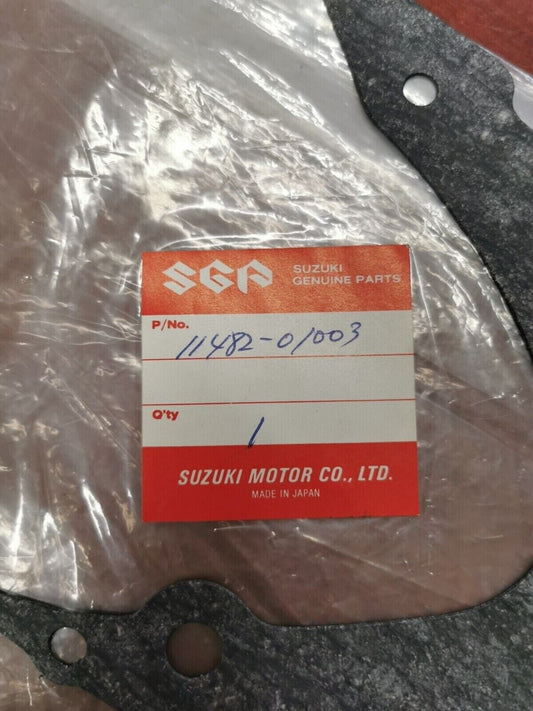 SGP SUZUKI
GENUINE PARTS
P/No.
11482-01003
Q'ty
1
SUZUKI MOTOR CO., LTD.
MADE IN JAPAN